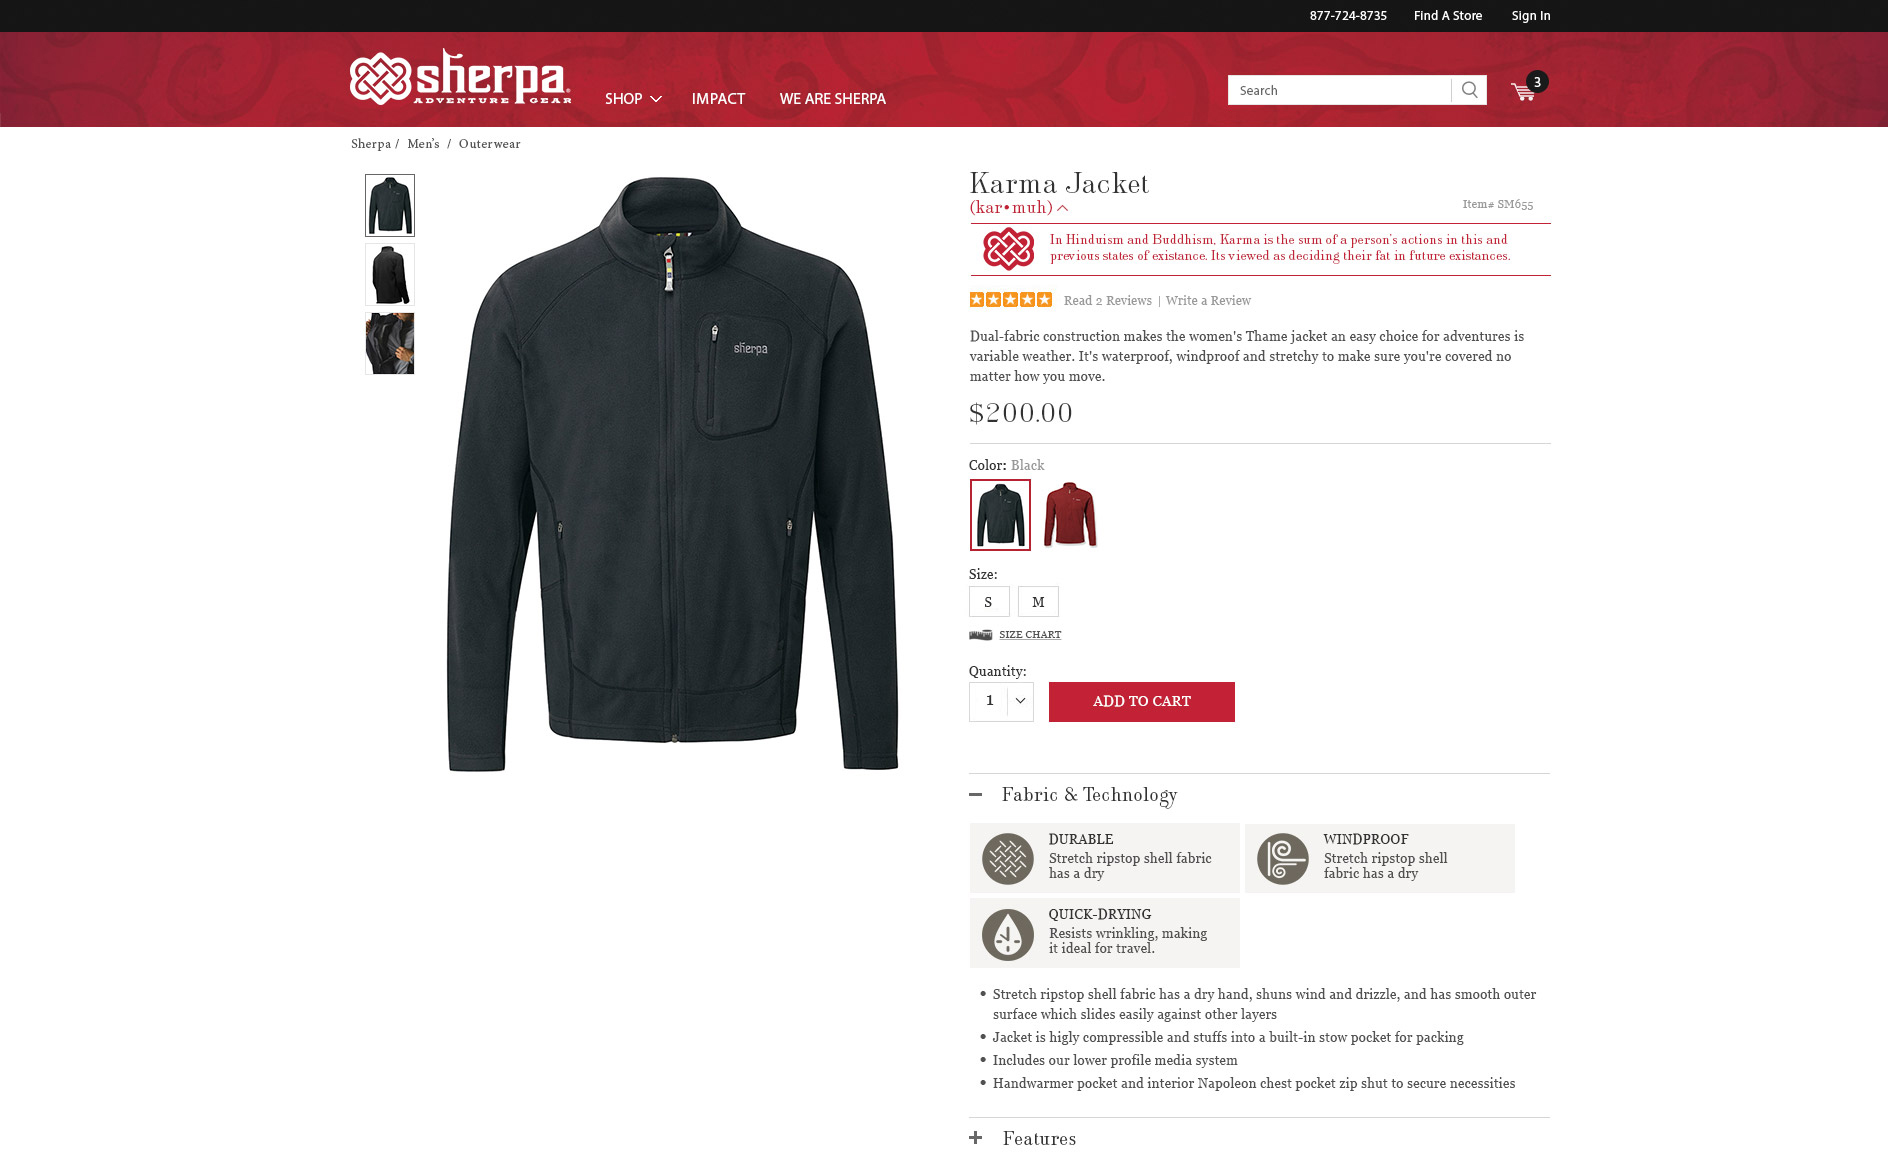 877-724-8735 Find A Store Sign In
sherpa
ADVENTURE GEAR
SHOP IMPACT WE ARE SHERPA
Search
3
Sherpa / Men's / Outerwear
sherpa
Karma Jacket
(kar•muh)
Item# SM655
In Hinduism and Buddhism, Karma is the sum of a person's actions in this and
previous states of existance. Its viewed as deciding their fat in future existances.
Read 2 Reviews | Write a Review
Dual-fabric construction makes the women's Thame jacket an easy choice for adventures is
variable weather. It's waterproof, windproof and stretchy to make sure you're covered no
matter how you move.
$200.00
Color: Black
Size:
S M
SIZE CHART
Quantity:
1 ADD TO CART
Fabric & Technology
DURABLE
Stretch ripstop shell fabric
has a dry
WINDPROOF
Stretch ripstop shell
fabric has a dry
QUICK-DRYING
Resists wrinkling, making
it ideal for travel.
• Stretch ripstop shell fabric has a dry hand, shuns wind and drizzle, and has smooth outer
surface which slides easily against other layers
• Jacket is higly compressible and stuffs into a built-in stow pocket for packing
• Includes our lower profile media system
• Handwarmer pocket and interior Napoleon chest pocket zip shut to secure necessities
Features